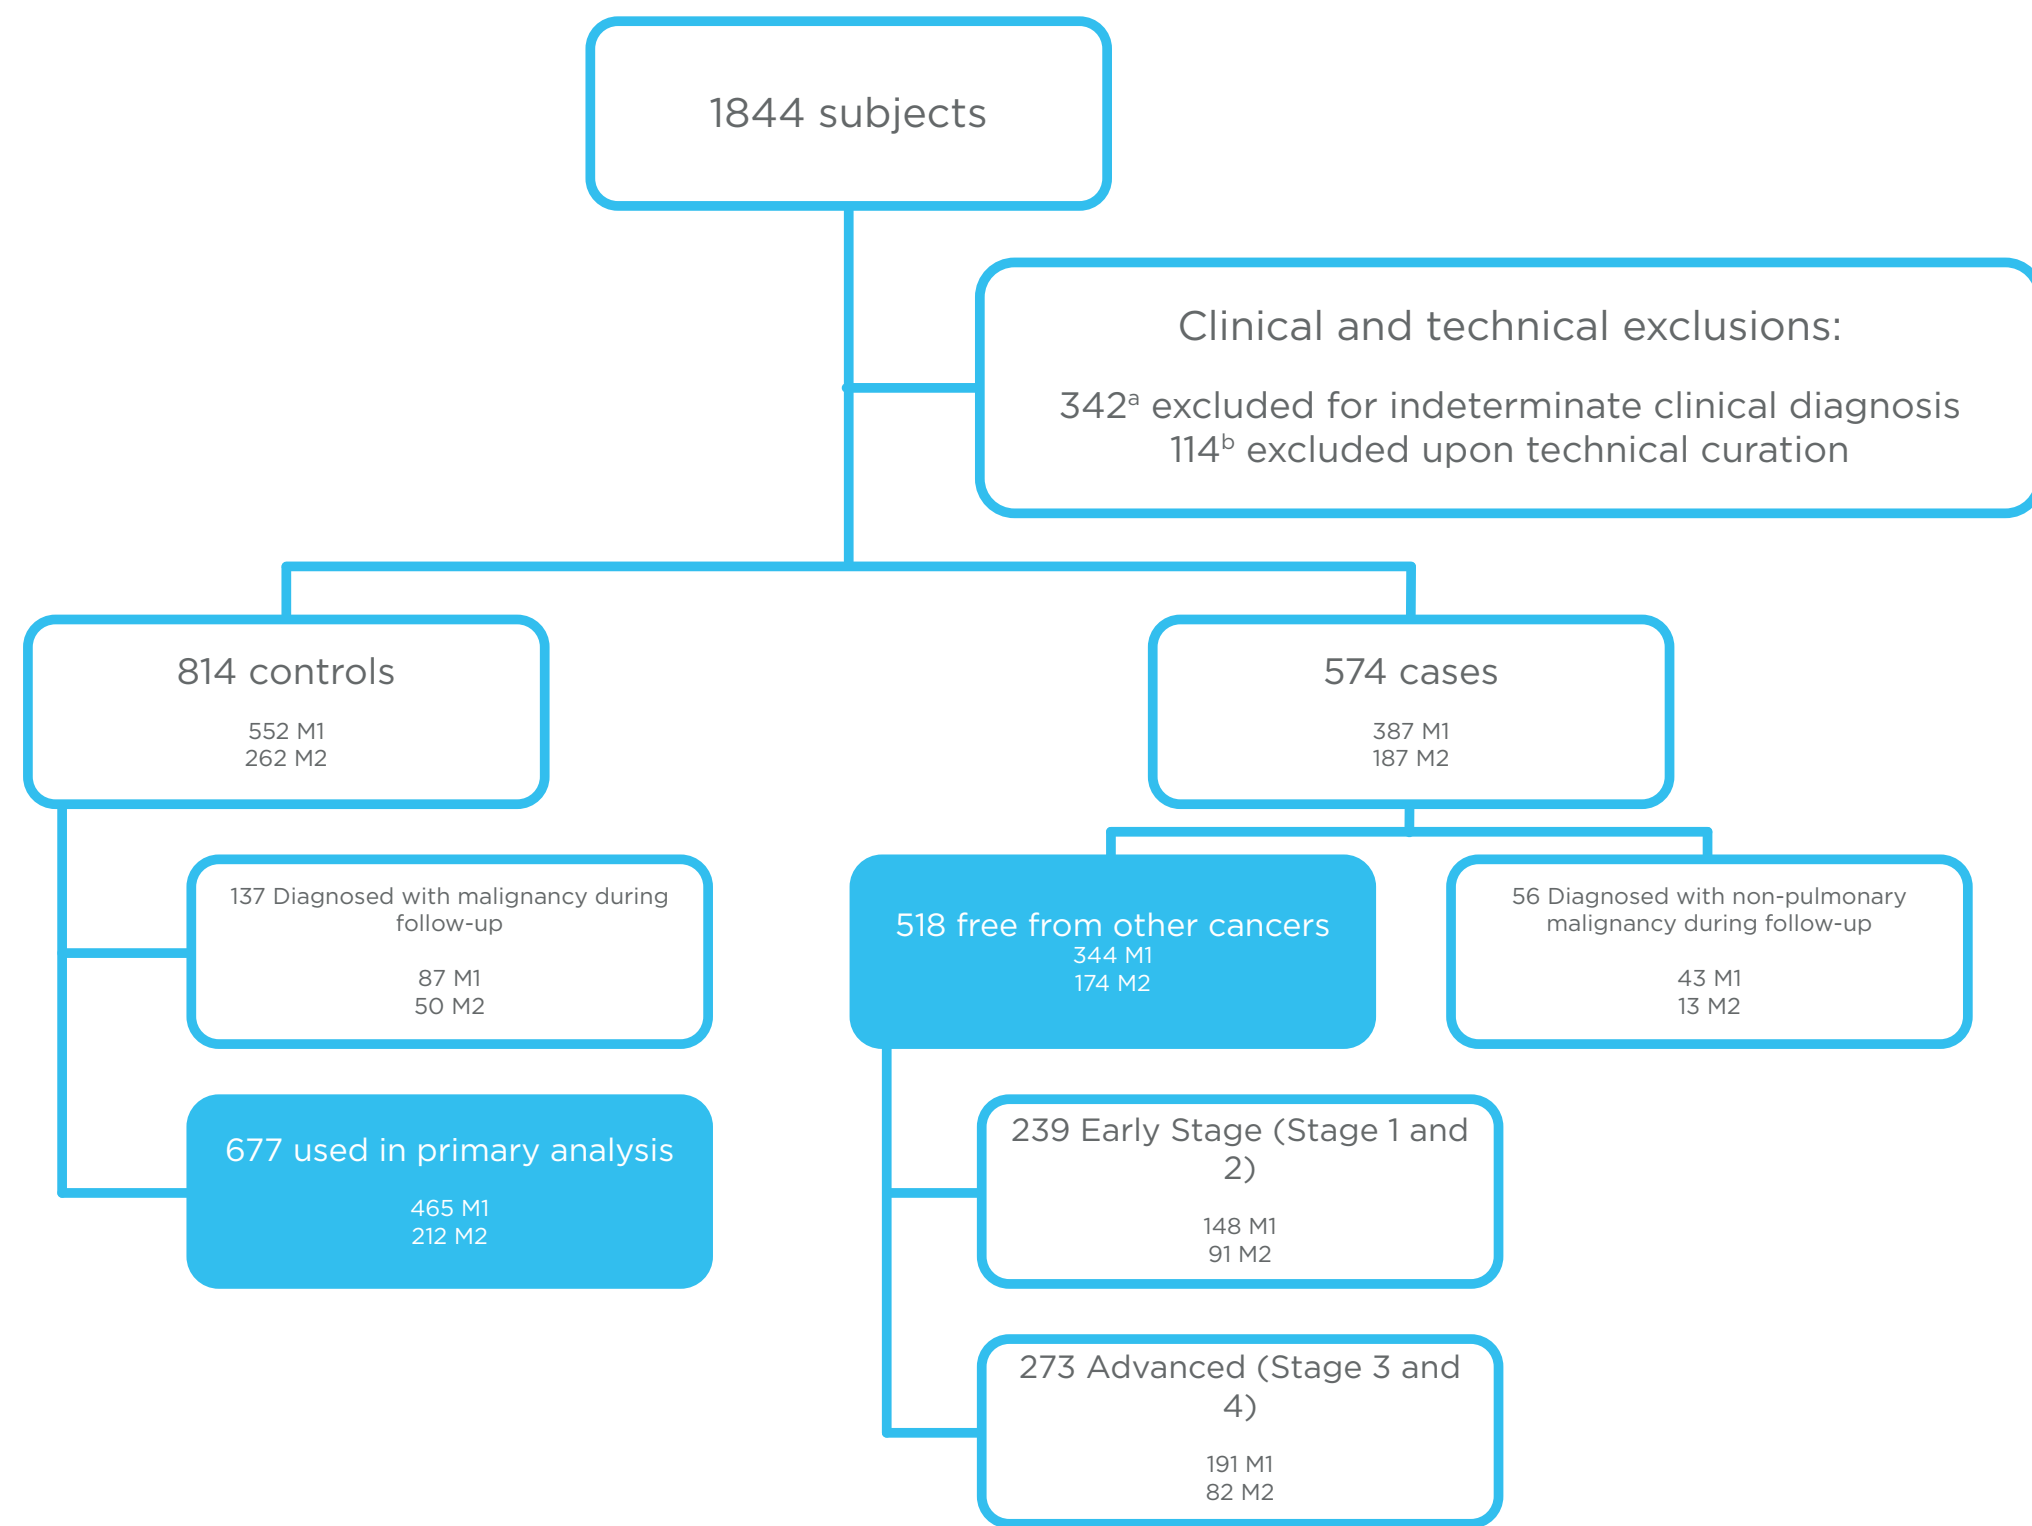 1844 subjects
Clinical and technical exclusions:
342ᵃ excluded for indeterminate clinical diagnosis
114ᵇ excluded upon technical curation
814 controls
552 M1
262 M2
574 cases
387 M1
187 M2
137 Diagnosed with malignancy during
follow-up
87 M1
50 M2
518 free from other cancers
344 M1
174 M2
56 Diagnosed with non-pulmonary
malignancy during follow-up
43 M1
13 M2
677 used in primary analysis
465 M1
212 M2
239 Early Stage (Stage 1 and
2)
148 M1
91 M2
273 Advanced (Stage 3 and
4)
191 M1
82 M2